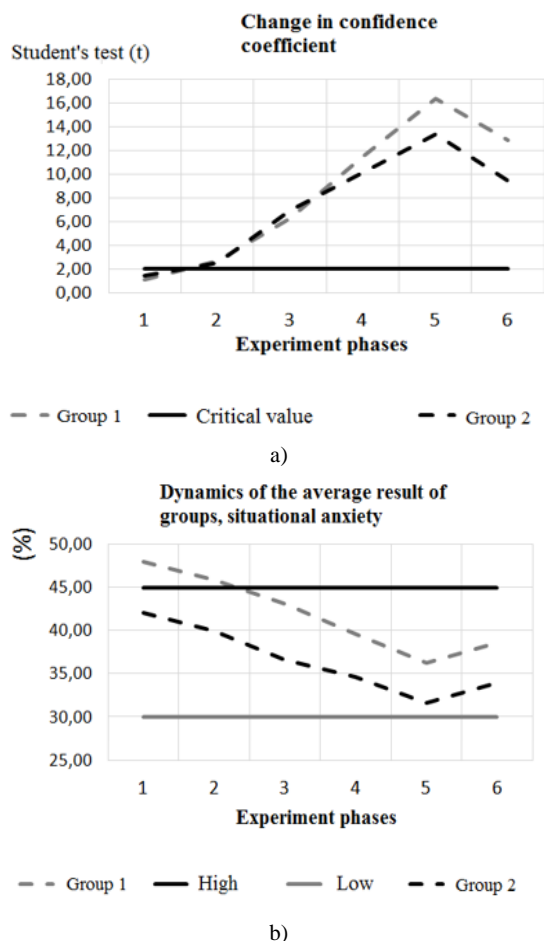 Change in confidence
coefficient
Student's test (t)
18,00
16,00
14,00
12,00
10,00
8,00
6,00
4,00
2,00
0,00
1 2 3 4 5 6
Experiment phases
Group 1 Critical value Group 2
a)
Dynamics of the average result of
groups, situational anxiety
(%)
50,00
45,00
40,00
35,00
30,00
25,00
1 2 3 4 5 6
Experiment phases
Group 1 High Low Group 2
b)